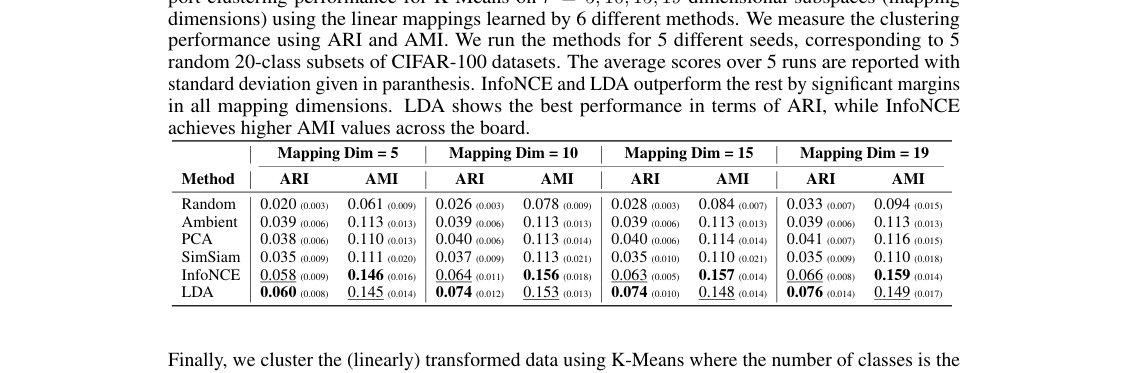 dimensions) using the linear mappings learned by 6 different methods. We measure the clustering
performance using ARI and AMI. We run the methods for 5 different seeds, corresponding to 5
random 20-class subsets of CIFAR-100 datasets. The average scores over 5 runs are reported with
standard deviation given in paranthesis. InfoNCE and LDA outperform the rest by significant margins
in all mapping dimensions. LDA shows the best performance in terms of ARI, while InfoNCE
achieves higher AMI values across the board.
Mapping Dim = 5 Mapping Dim = 10 Mapping Dim = 15 Mapping Dim = 19
Method ARI AMI ARI AMI ARI AMI ARI AMI
Random 0.020 (0.003) 0.061 (0.009) 0.026 (0.003) 0.078 (0.009) 0.028 (0.003) 0.084 (0.007) 0.033 (0.007) 0.094 (0.015)
Ambient 0.039 (0.006) 0.113 (0.013) 0.039 (0.006) 0.113 (0.013) 0.039 (0.006) 0.113 (0.013) 0.039 (0.006) 0.113 (0.013)
PCA 0.038 (0.006) 0.110 (0.013) 0.040 (0.006) 0.113 (0.014) 0.040 (0.006) 0.114 (0.014) 0.041 (0.007) 0.116 (0.015)
SimSiam 0.035 (0.009) 0.111 (0.020) 0.037 (0.009) 0.113 (0.021) 0.035 (0.010) 0.110 (0.021) 0.035 (0.009) 0.110 (0.018)
InfoNCE 0.058 (0.009) 0.146 (0.016) 0.064 (0.011) 0.156 (0.018) 0.063 (0.005) 0.157 (0.014) 0.066 (0.008) 0.159 (0.014)
LDA 0.060 (0.008) 0.145 (0.014) 0.074 (0.012) 0.153 (0.013) 0.074 (0.010) 0.148 (0.014) 0.076 (0.014) 0.149 (0.017)
Finally, we cluster the (linearly) transformed data using K-Means where the number of classes is the